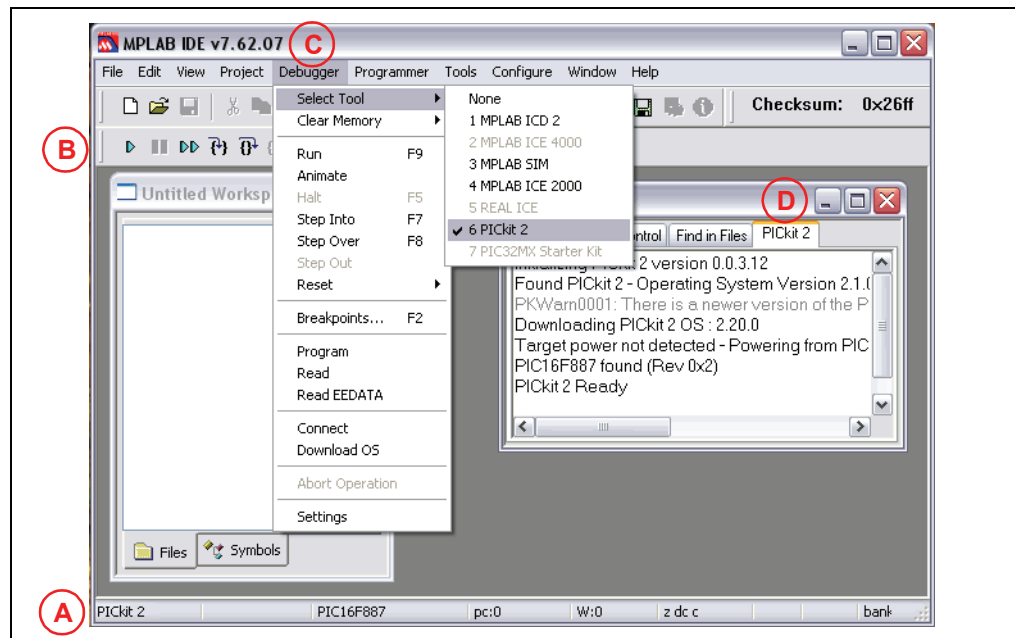 MPLAB IDE v7.62.07
C
File Edit View Project Debugger Programmer Tools Configure Window Help
Checksum: 0x26ff
B
Select Tool
Clear Memory
Run F9
Animate
Halt F5
Step Into F7
Step Over F8
Step Out
Reset
Breakpoints... F2
Program
Read
Read EEDATA
Connect
Download OS
Abort Operation
Settings
None
1 MPLAB ICD 2
2 MPLAB ICE 4000
3 MPLAB SIM
4 MPLAB ICE 2000
5 REAL ICE
6 PICkit 2
7 PIC32MX Starter Kit
Untitled Worksp
Files Symbols
D
ntrol Find in Files PICkit 2
2 version 0.0.3.12
Found PICkit 2 - Operating System Version 2.1.
PKWarn0001: There is a newer version of the P
Downloading PICkit 2 OS : 2.20.0
Target power not detected - Powering from PIC
PIC16F887 found (Rev 0x2)
PICkit 2 Ready
A
PICkit 2 PIC16F887 pc:0 W:0 z dc c bank